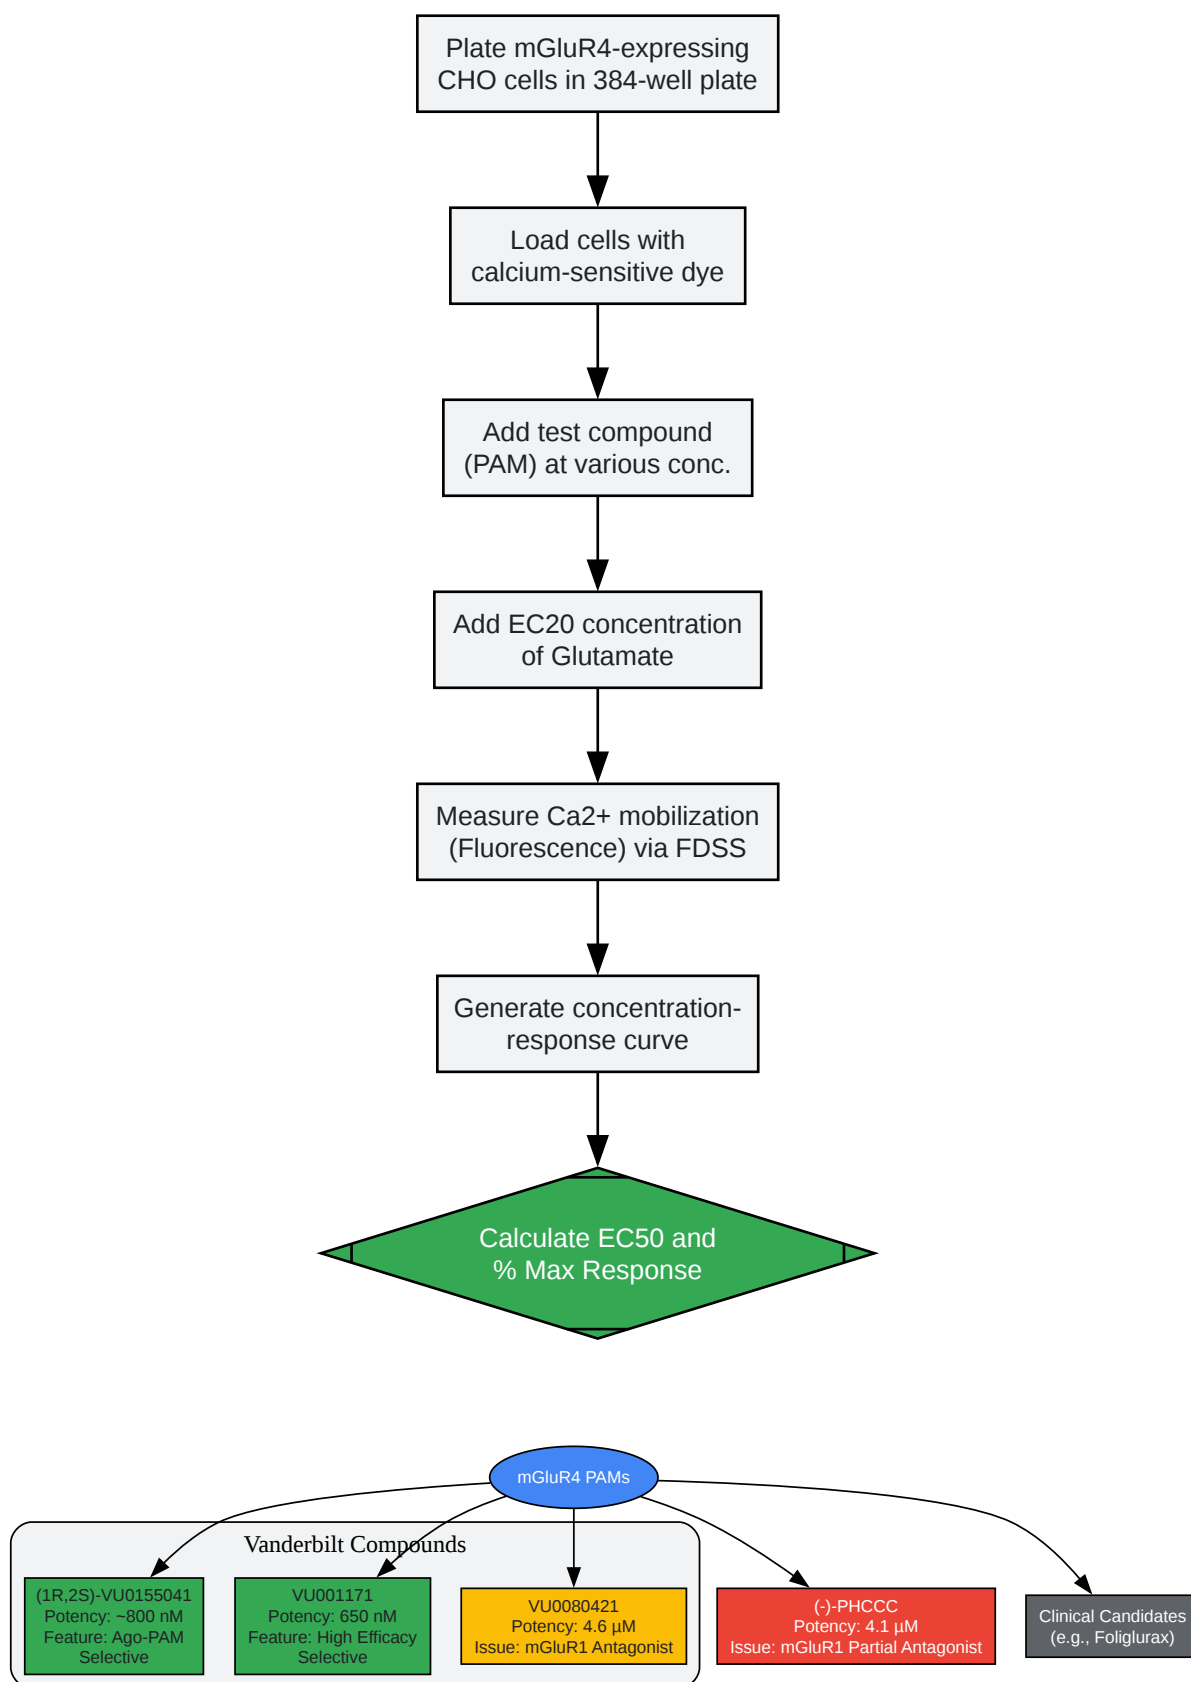 Plate mGluR4-expressing
CHO cells in 384-well plate
Load cells with
calcium-sensitive dye
Add test compound
(PAM) at various conc.
Add EC20 concentration
of Glutamate
Measure Ca2+ mobilization
(Fluorescence) via FDSS
Generate concentration-
response curve
Calculate EC50 and
% Max Response
mGluR4 PAMs
Vanderbilt Compounds
(1R,2S)-VU0155041
Potency: ~800 nM
Feature: Ago-PAM
Selective
VU001171
Potency: 650 nM
Feature: High Efficacy
Selective
VU0080421
Potency: 4.6 µM
Issue: mGluR1 Antagonist
(-)-PHCCC
Potency: 4.1 µM
Issue: mGluR1 Partial Antagonist
Clinical Candidates
(e.g., Foliglurax)